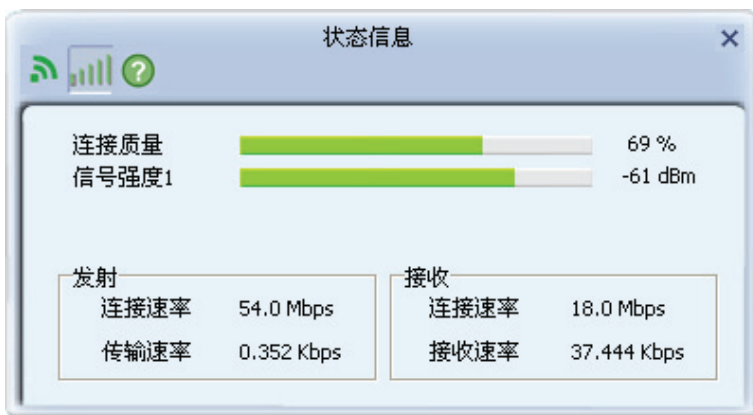 状态信息
连接质量 69 %
信号强度1 -61 dBm
发射
连接速率 54.0 Mbps
传输速率 0.352 Kbps
接收
连接速率 18.0 Mbps
接收速率 37.444 Kbps